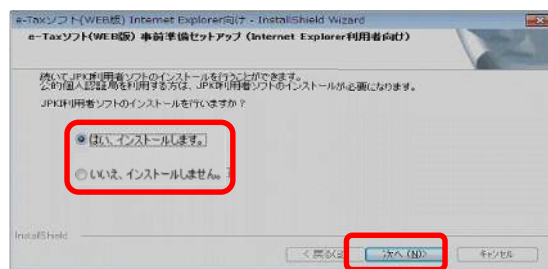 e-Taxソフト(WEB版) Internet Explorer向け - InstallShield Wizard
e-Taxソフト(WEB版) 事前準備セットアップ (Internet Explorer利用者向け)
続いてJPKI利用者ソフトのインストールを行うことができます。
公的個人認証局を利用する方は、JPKI利用者ソフトのインストールが必要になります。
JPKI利用者ソフトのインストールを行いますか？
はい、インストールします。
いいえ、インストールしません。
InstallShield
< 戻る(B) 次へ(N)> キャンセル